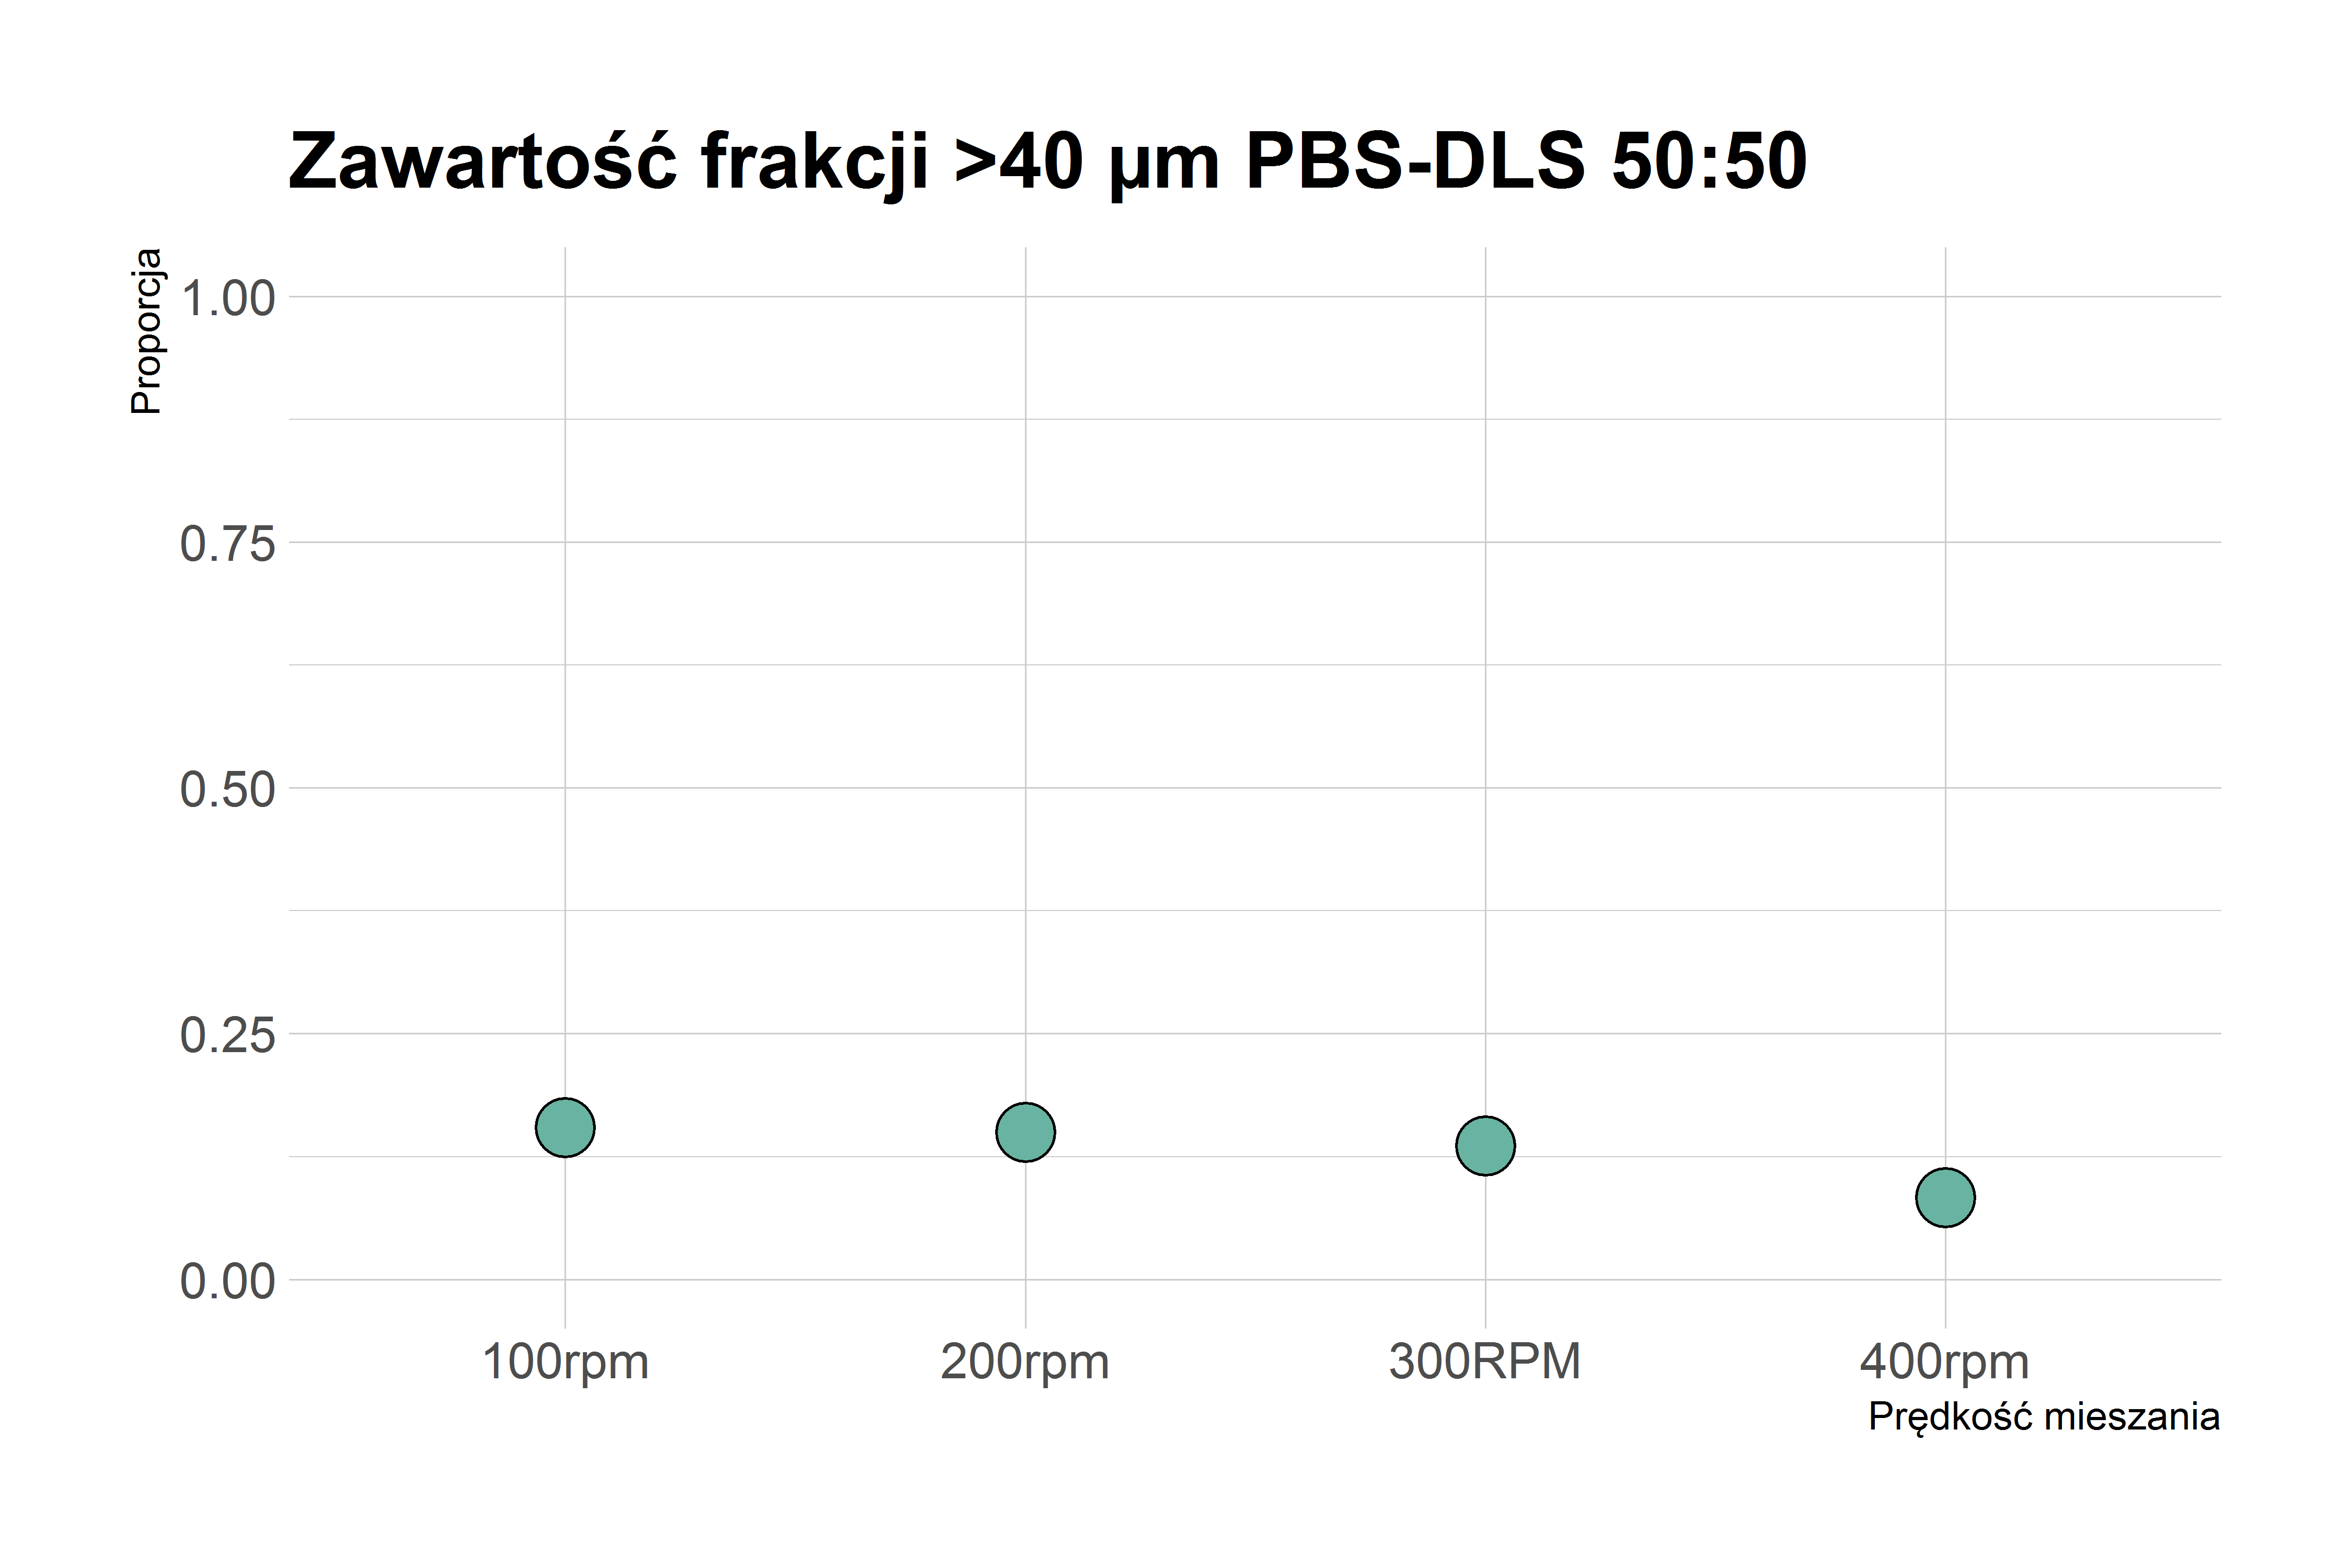 Zawartość frakcji >40 µm PBS-DLS 50:50
Proporcja
1.00
0.75
0.50
0.25
0.00
100rpm 200rpm 300RPM 400rpm
Prędkość mieszania